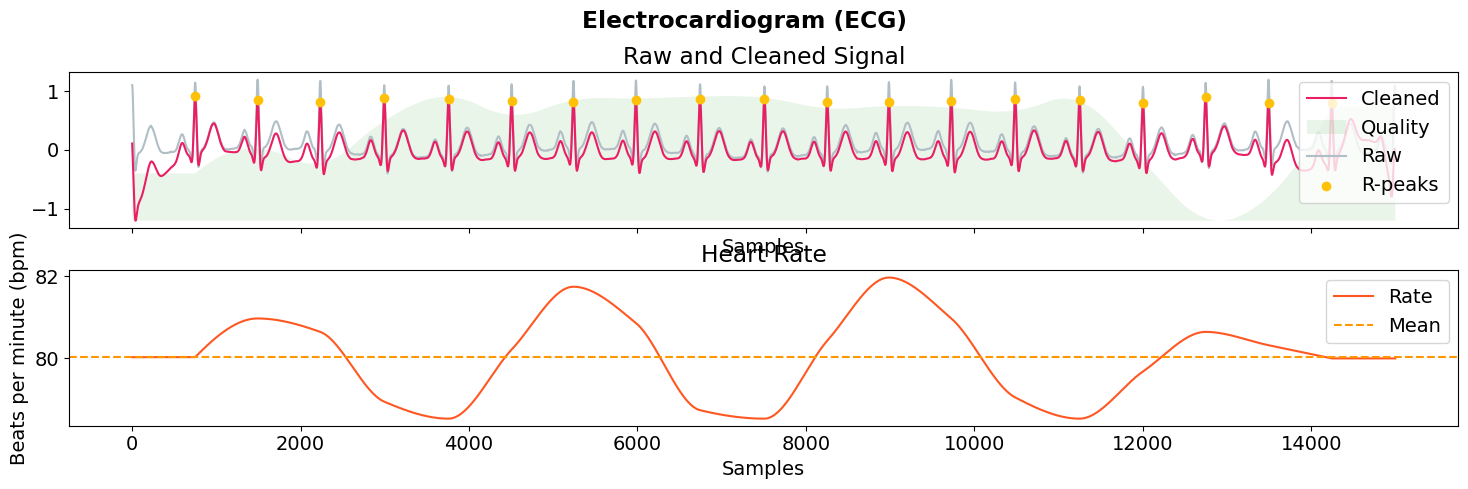 Electrocardiogram (ECG)
Raw and Cleaned Signal
1
0
−1
Cleaned
Quality
Raw
R-peaks
Samples
Heart Rate
Beats per minute (bpm)
82
80
Rate
Mean
0 2000 4000 6000 8000 10000 12000 14000
Samples